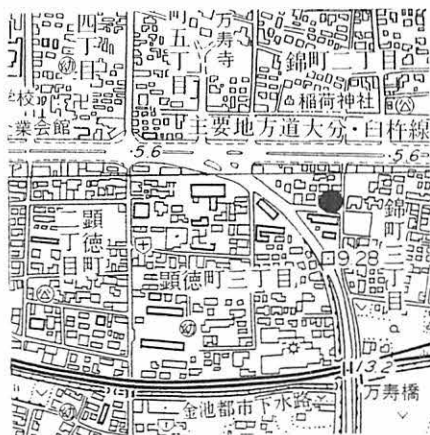 四丁目
町五丁目
万寿寺
錦町二丁目
稲荷神社
学校
業会館
主要地方道大分・臼杵線
5.6
5.6
顕徳町二丁目
顕徳町三丁目
錦町三丁目
9.28
13.2
万寿橋
金池都市下水路